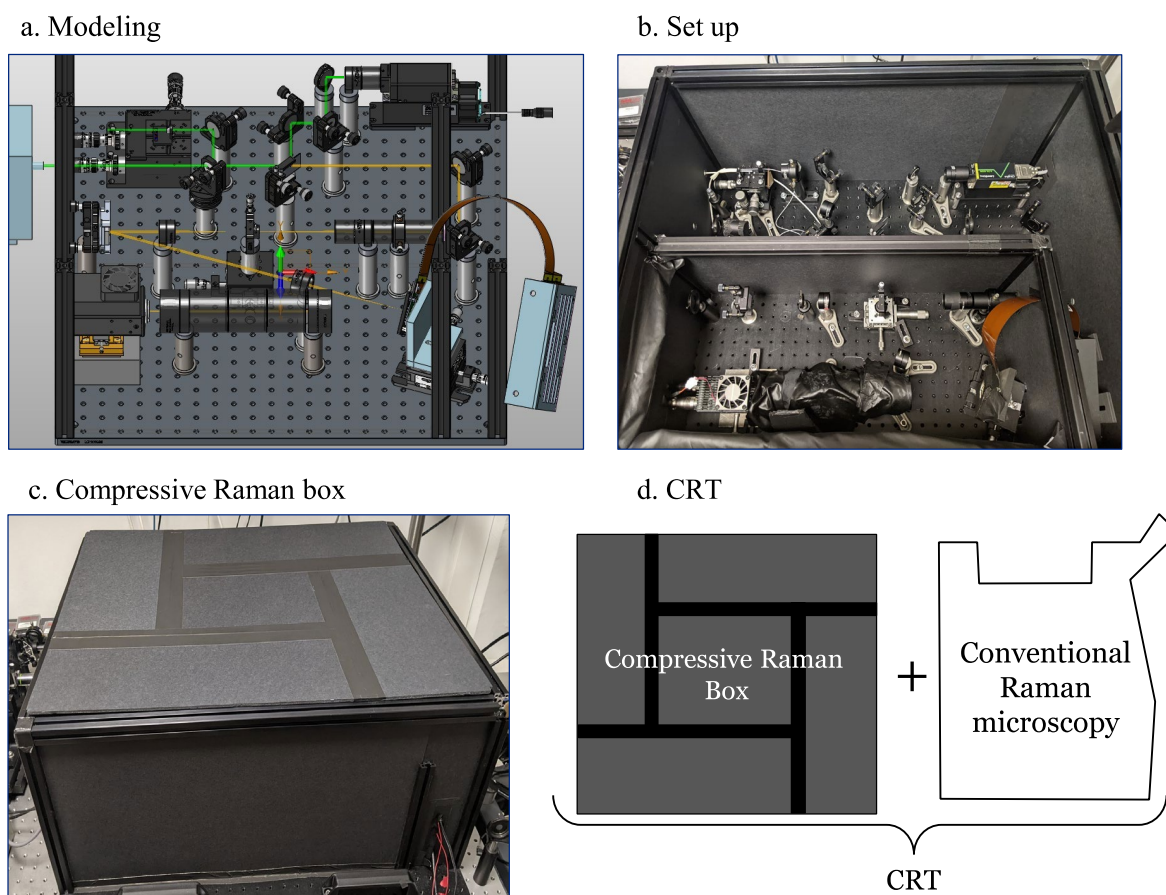 a. Modeling
b. Set up
c. Compressive Raman box
d. CRT
Compressive Raman
Box
+
Conventional
Raman
microscopy
CRT